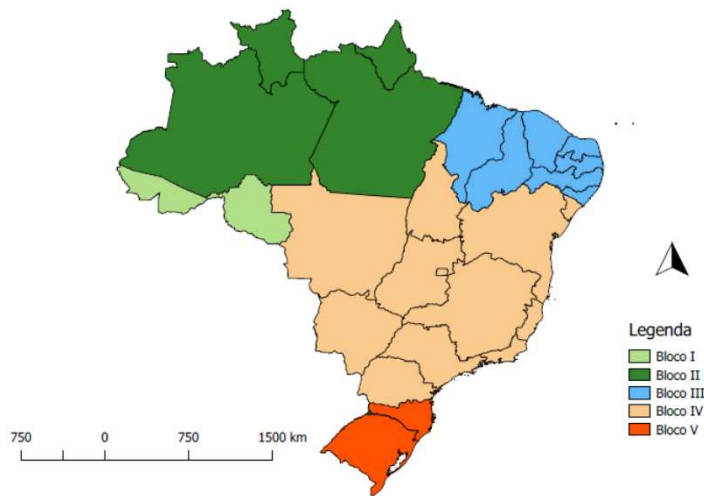 Legenda
Bloco I
Bloco II
Bloco III
Bloco IV
Bloco V
750 0 750 1500 km